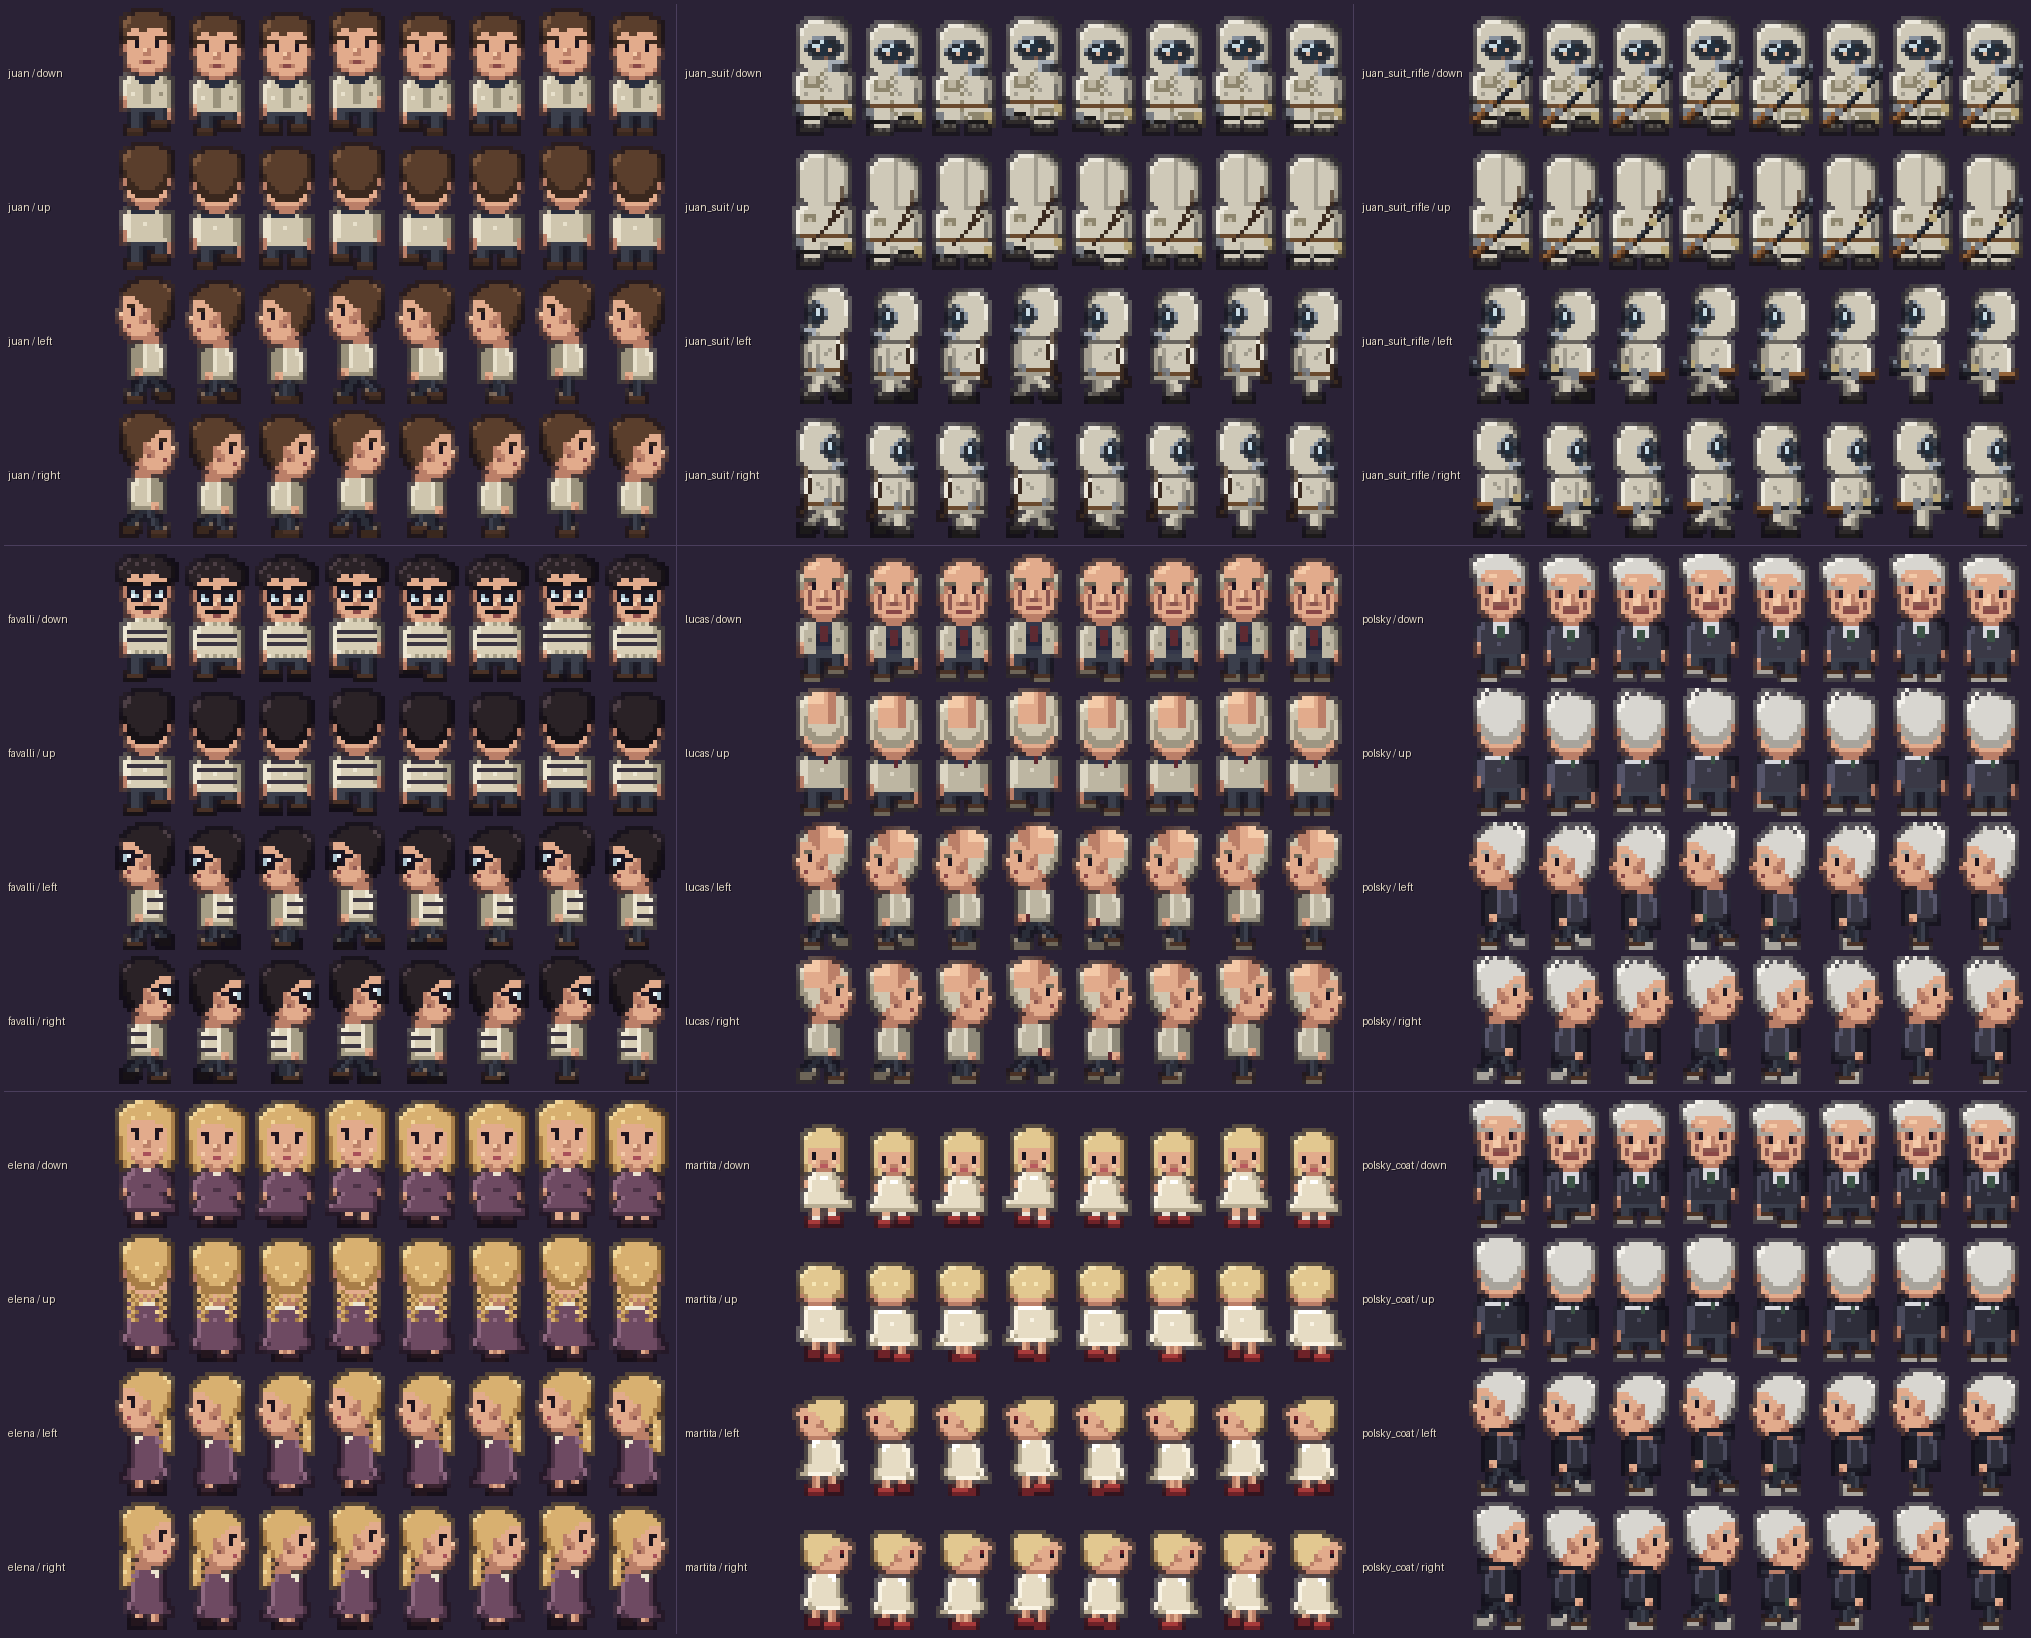 juan / down
juan / up
juan / left
juan / right
juan_suit / down
juan_suit / up
juan_suit / left
juan_suit / right
juan_suit_rifle / down
juan_suit_rifle / up
juan_suit_rifle / left
juan_suit_rifle / right
favalli / down
favalli / up
favalli / left
favalli / right
lucas / down
lucas / up
lucas / left
lucas / right
polsky / down
polsky / up
polsky / left
polsky / right
elena / down
elena / up
elena / left
elena / right
martita / down
martita / up
martita / left
martita / right
polsky_coat / down
polsky_coat / up
polsky_coat / left
polsky_coat / right